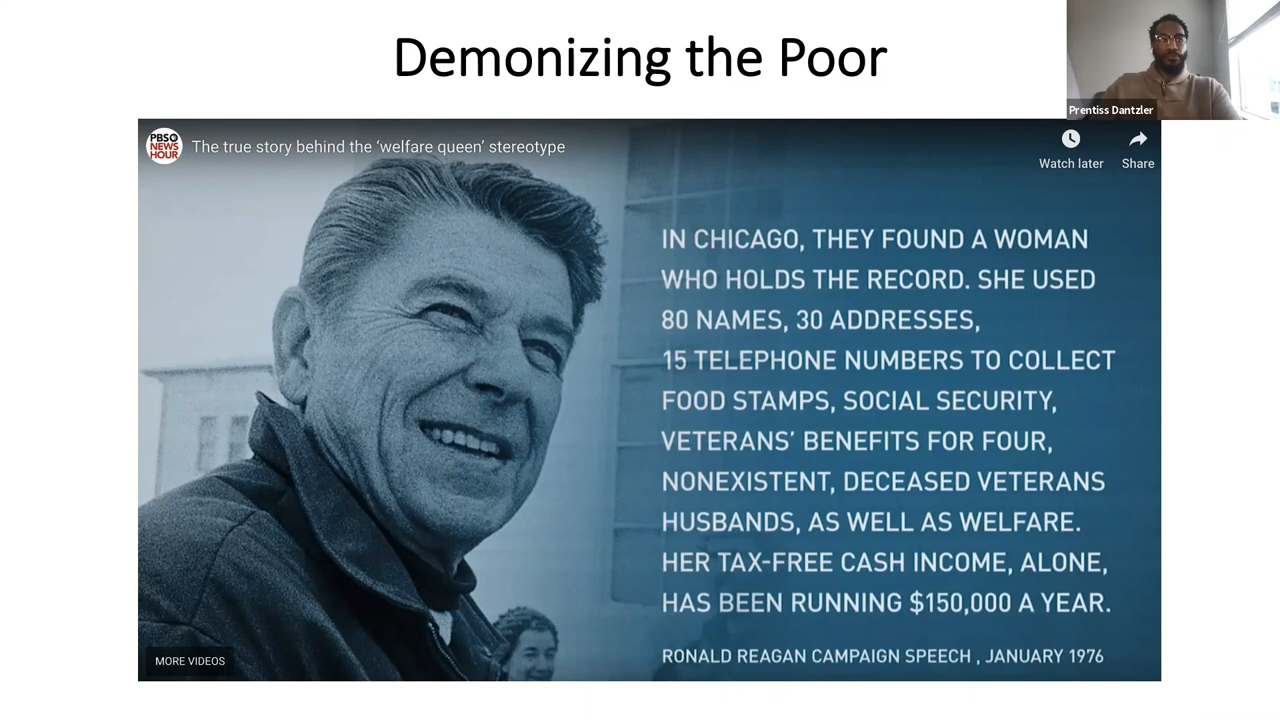 Demonizing the Poor
Prentiss Dantzler
PBS
NEWS
HOUR
The true story behind the ‘welfare queen’ stereotype
Watch later
Share
IN CHICAGO, THEY FOUND A WOMAN
WHO HOLDS THE RECORD. SHE USED
80 NAMES, 30 ADDRESSES,
15 TELEPHONE NUMBERS TO COLLECT
FOOD STAMPS, SOCIAL SECURITY,
VETERANS’ BENEFITS FOR FOUR,
NONEXISTENT, DECEASED VETERANS
HUSBANDS, AS WELL AS WELFARE.
HER TAX-FREE CASH INCOME, ALONE,
HAS BEEN RUNNING $150,000 A YEAR.
RONALD REAGAN CAMPAIGN SPEECH , JANUARY 1976
MORE VIDEOS